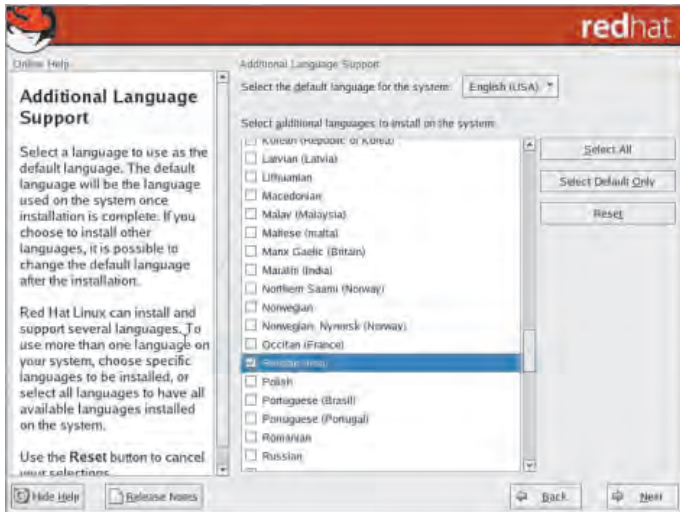 redhat
Online Help
Additional Language
Support
Select a language to use as the
default language. The default
language will be the language
used on the system once
installation is complete. If you
choose to install other
languages, it is possible to
change the default language
after the installation.
Red Hat Linux can install and
support several languages. To
use more than one language on
your system, choose specific
languages to be installed, or
select all languages to have all
available languages installed
on the system.
Use the Reset button to cancel
your selections.
Additional Language Support
Select the default language for the system: English (USA)
Select additional languages to install on the system:
Korean (Republic of Korea)
Latvian (Latvia)
Lithuanian
Macedonian
Malay (Malaysia)
Maltese (malta)
Manx Gaelic (Britain)
Marathi (India)
Northern Saami (Norway)
Norwegian
Norwegian, Nynorsk (Norway)
Occitan (France)
Polish
Portuguese (Brasil)
Portuguese (Portugal)
Romanian
Russian
Select All
Select Default Only
Reset
Hide Help
Release Notes
Back
Next